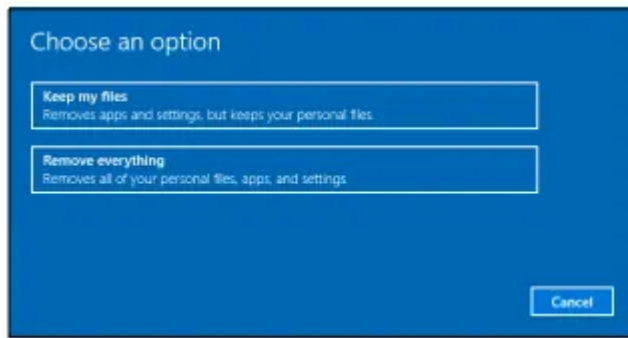 Choose an option
Keep my files
Removes apps and settings, but keeps your personal files
Remove everything
Removes all of your personal files, apps, and settings
Cancel